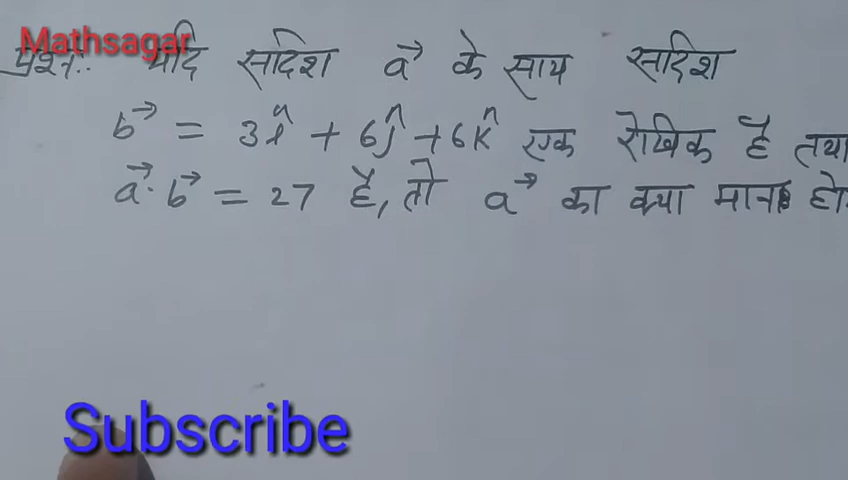 Mathsagar
प्रश्न:- यदि सदिश a⃗ के साथ सदिश
b⃗ = 3î + 6ĵ + 6k̂ एक रेखिक है तथा
a⃗. b⃗ = 27 है, तो a⃗ का क्या मान
Subscribe